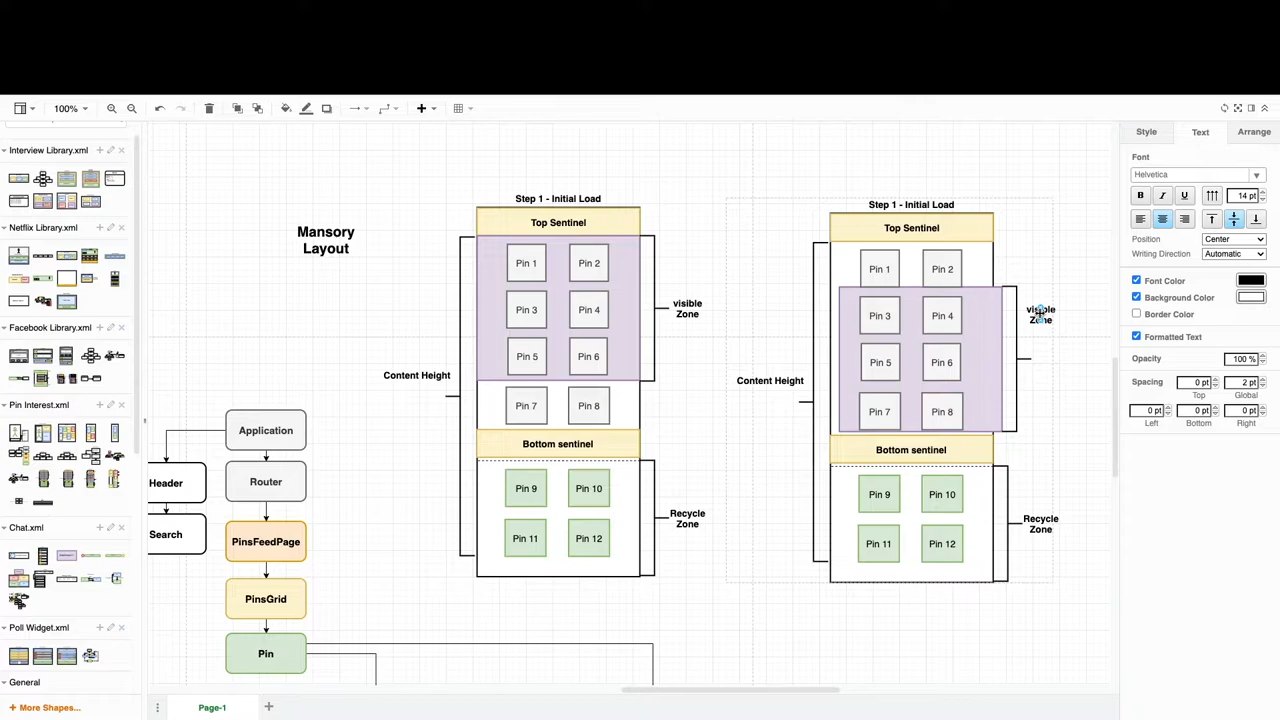 100%
Style
Text
Arrange
Interview Library.xml
Netflix Library.xml
Facebook Library.xml
Pin Interest.xml
Chat.xml
Poll Widget.xml
General
+ More Shapes...
Mansory
Layout
Application
Router
Header
Search
PinsFeedPage
PinsGrid
Pin
Step 1 - Initial Load
Top Sentinel
Pin 1
Pin 2
Pin 3
Pin 4
Pin 5
Pin 6
Pin 7
Pin 8
Bottom sentinel
Pin 9
Pin 10
Pin 11
Pin 12
Content Height
visible
Zone
Recycle
Zone
Step 1 - Initial Load
Top Sentinel
Pin 1
Pin 2
Pin 3
Pin 4
Pin 5
Pin 6
Pin 7
Pin 8
Bottom sentinel
Pin 9
Pin 10
Pin 11
Pin 12
Content Height
visible
Zone
Recycle
Zone
Font
Helvetica
B I U 14 pt
Position Center
Writing Direction Automatic
Font Color
Background Color
Border Color
Formatted Text
Opacity 100 %
Spacing 0 pt 2 pt
Top Global
0 pt 0 pt 0 pt
Left Bottom Right
Page-1